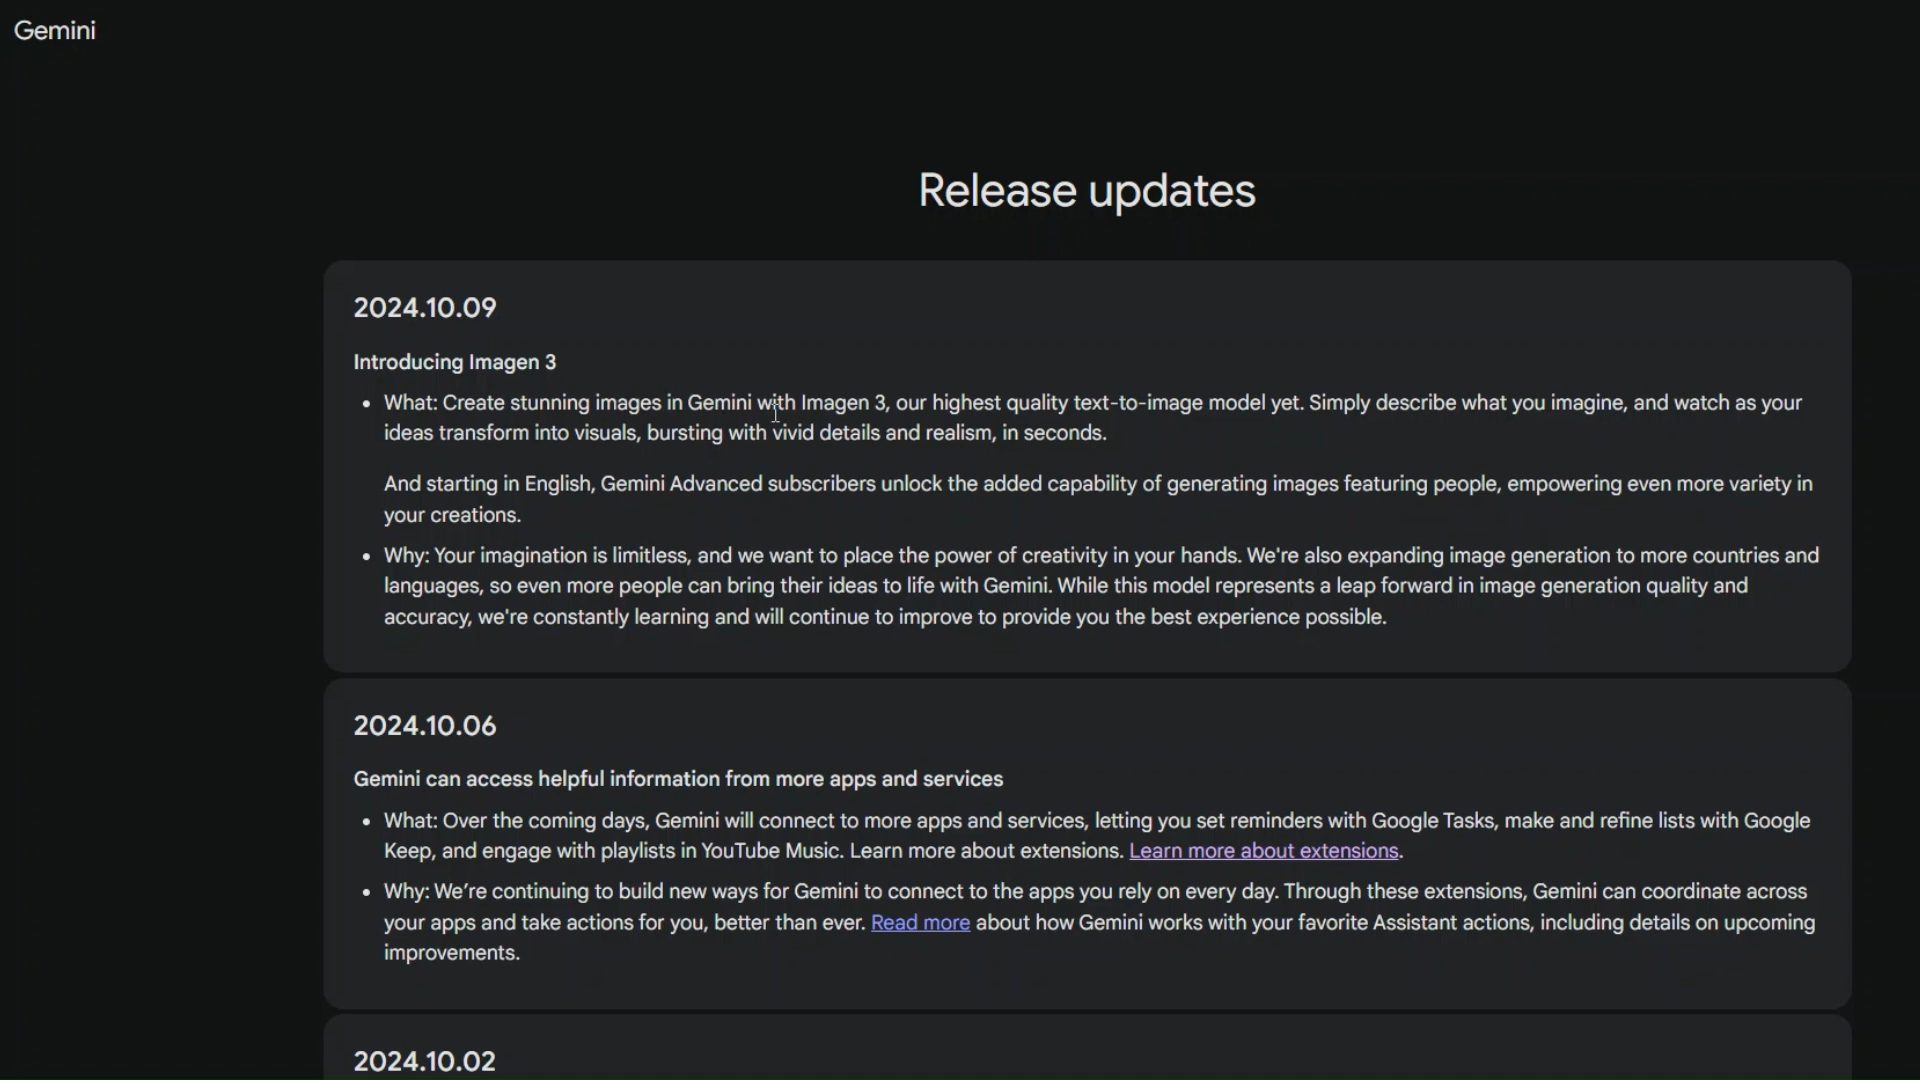 Gemini
Release updates
2024.10.09
Introducing Imagen 3
• What: Create stunning images in Gemini with Imagen 3, our highest quality text-to-image model yet. Simply describe what you imagine, and watch as your
ideas transform into visuals, bursting with vivid details and realism, in seconds.
And starting in English, Gemini Advanced subscribers unlock the added capability of generating images featuring people, empowering even more variety in
your creations.
• Why: Your imagination is limitless, and we want to place the power of creativity in your hands. We're also expanding image generation to more countries and
languages, so even more people can bring their ideas to life with Gemini. While this model represents a leap forward in image generation quality and
accuracy, we're constantly learning and will continue to improve to provide you the best experience possible.
2024.10.06
Gemini can access helpful information from more apps and services
• What: Over the coming days, Gemini will connect to more apps and services, letting you set reminders with Google Tasks, make and refine lists with Google
Keep, and engage with playlists in YouTube Music. Learn more about extensions. Learn more about extensions.
• Why: We’re continuing to build new ways for Gemini to connect to the apps you rely on every day. Through these extensions, Gemini can coordinate across
your apps and take actions for you, better than ever. Read more about how Gemini works with your favorite Assistant actions, including details on upcoming
improvements.
2024.10.02